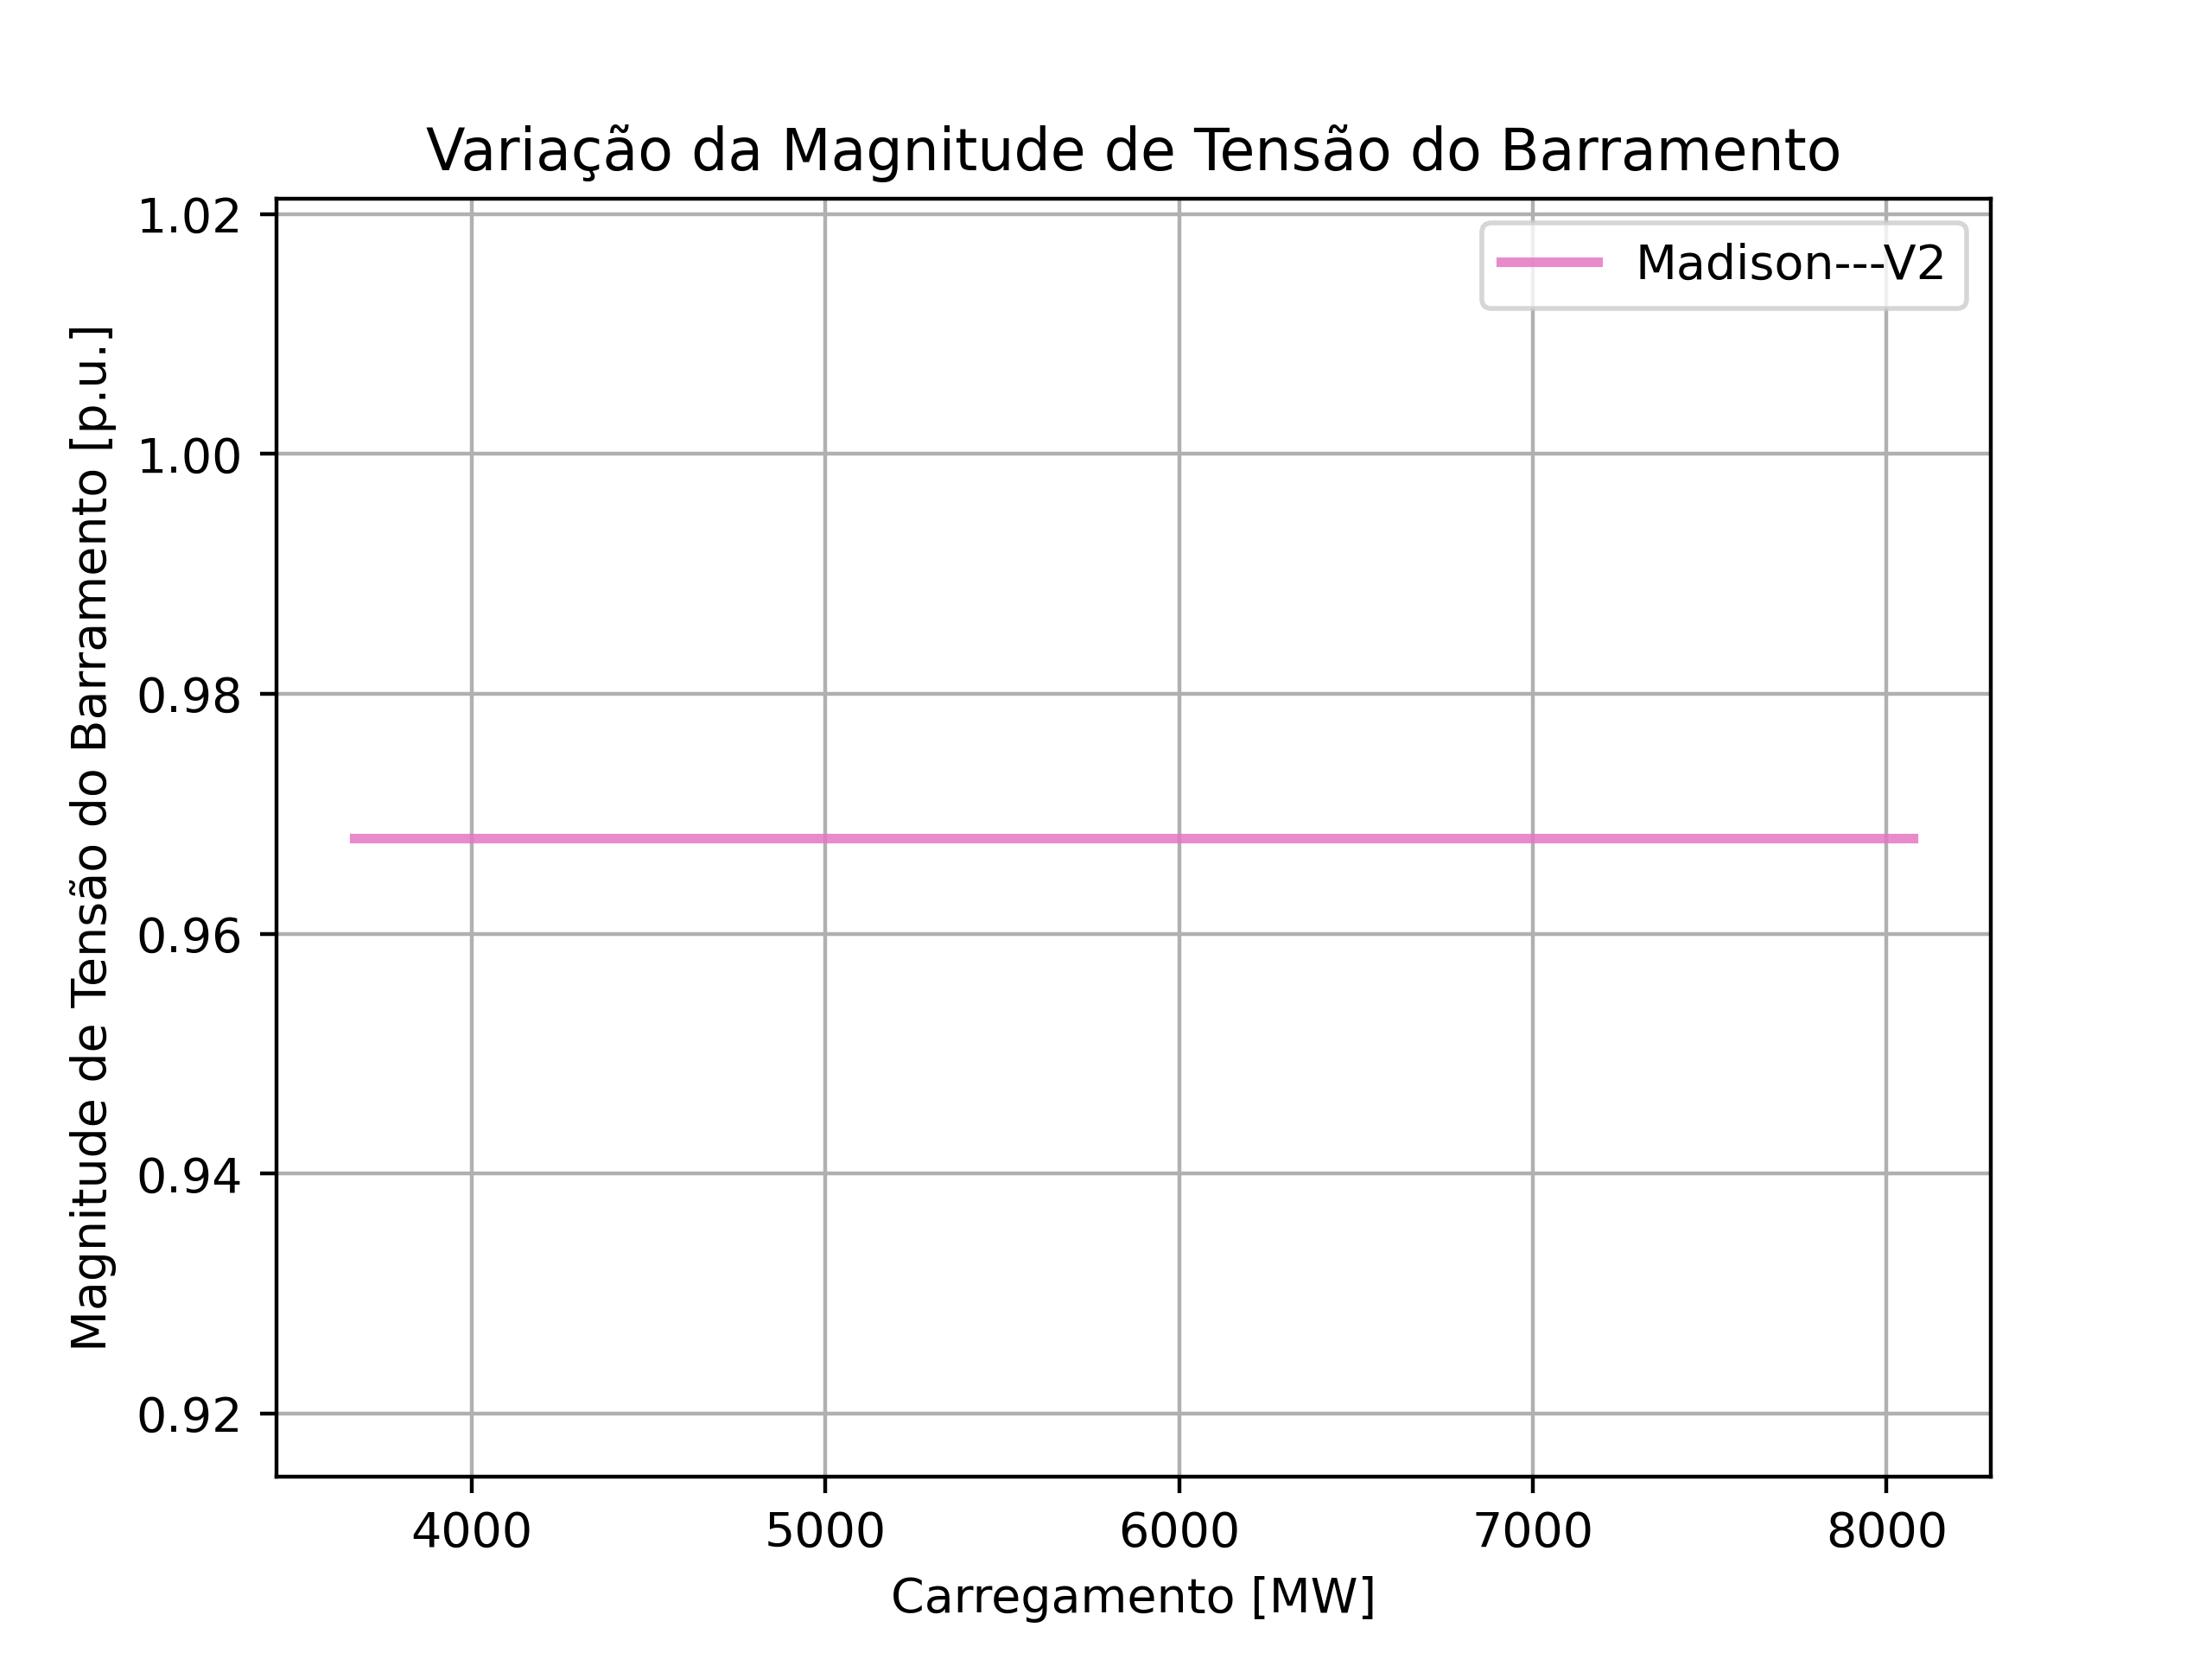 Variação da Magnitude de Tensão do Barramento
Madison---V2
Magnitude de Tensão do Barramento [p.u.]
1.02
1.00
0.98
0.96
0.94
0.92
4000 5000 6000 7000 8000
Carregamento [MW]